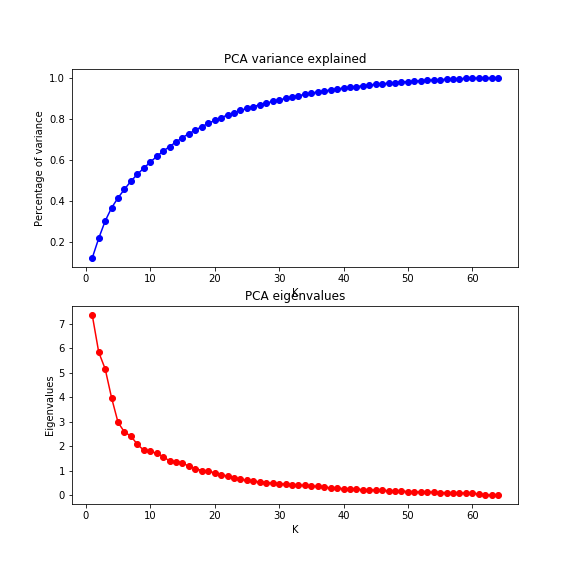 PCA variance explained
Percentage of variance
1.0
0.8
0.6
0.4
0.2
0 10 20 30 40 50 60
K
PCA eigenvalues
Eigenvalues
7
6
5
4
3
2
1
0
0 10 20 30 40 50 60
K